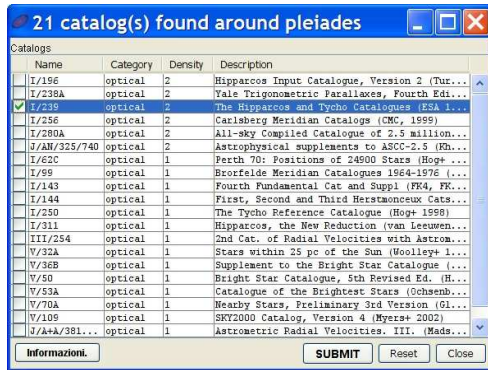 21 catalog(s) found around pleiades
Catalogs
Name Category Density Description
I/196 optical 2 Hipparcos Input Catalogue, Version 2 (Tur...
I/238A optical 2 Yale Trigonometric Parallaxes, Fourth Edi...
I/239 optical 2 The Hipparcos and Tycho Catalogues (ESA 1...
I/256 optical 2 Carlsberg Meridian Catalogs (CMC, 1999)
I/280A optical 2 All-sky Compiled Catalogue of 2.5 million...
J/AN/325/740 optical 2 Astrophysical supplements to ASCC-2.5 (Kh...
I/62C optical 1 Perth 70: Positions of 24900 Stars (Hog+ ...
I/99 optical 1 Brorfelde Meridian Catalogues 1964-1976 (...
I/143 optical 1 Fourth Fundamental Cat and Suppl (FK4, FK...
I/144 optical 1 First, Second and Third Herstmonceux Cats...
I/250 optical 1 The Tycho Reference Catalogue (Hog+ 1998)
I/311 optical 1 Hipparcos, the New Reduction (van Leeuwen...
III/254 optical 1 2nd Cat. of Radial Velocities with Astrom...
V/32A optical 1 Stars within 25 pc of the Sun (Woolley+ 1...
V/36B optical 1 Supplement to the Bright Star Catalogue (...
V/50 optical 1 Bright Star Catalogue, 5th Revised Ed. (H...
V/53A optical 1 Catalogue of the Brightest Stars (Ochsenb...
V/70A optical 1 Nearby Stars, Preliminary 3rd Version (Gl...
V/109 optical 1 SKY2000 Catalog, Version 4 (Myers+ 2002)
J/A+A/381... optical 1 Astrometric Radial Velocities. III. (Mads...
Informazioni. SUBMIT Reset Close